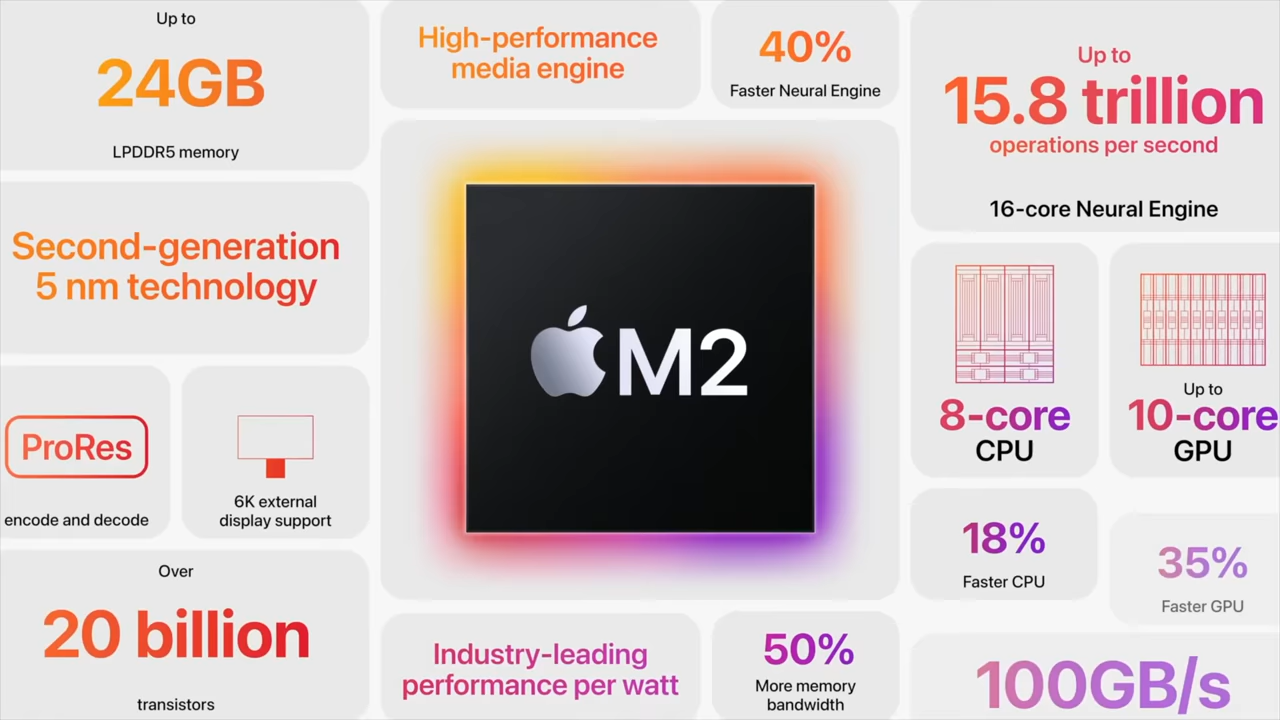 Up to
24GB
LPDDR5 memory
High-performance
media engine
40%
Faster Neural Engine
Up to
15.8 trillion
operations per second
16-core Neural Engine
Second-generation
5 nm technology
M2
8-core
CPU
Up to
10-core
GPU
ProRes
encode and decode
6K external
display support
18%
Faster CPU
35%
Faster GPU
Over
20 billion
transistors
Industry-leading
performance per watt
50%
More memory
bandwidth
100GB/s